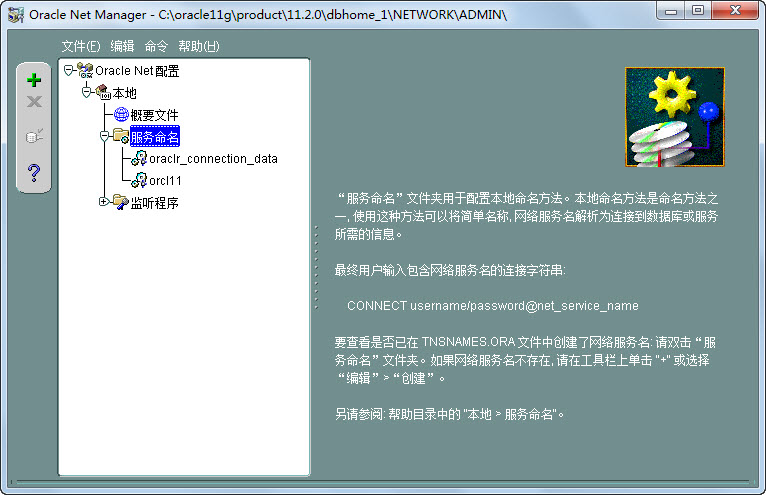 Oracle Net Manager - C:\oracle11g\product\11.2.0\dbhome_1\NETWORK\ADMIN\
文件(F) 编辑 命令 帮助(H)
Oracle Net 配置
本地
概要文件
服务命名
oraclr_connection_data
orcl11
监听程序
“服务命名”文件夹用于配置本地命名方法。本地命名方法是命名方法之
一, 使用这种方法可以将简单名称, 网络服务名解析为连接到数据库或服务
所需的信息。
最终用户输入包含网络服务名的连接字符串:
CONNECT username/password@net_service_name
要查看是否已在 TNSNAMES.ORA 文件中创建了网络服务名: 请双击“服
务命名”文件夹。如果网络服务名不存在, 请在工具栏上单击 "+" 或选择
“编辑”>“创建”。
另请参阅: 帮助目录中的 "本地 > 服务命名"。